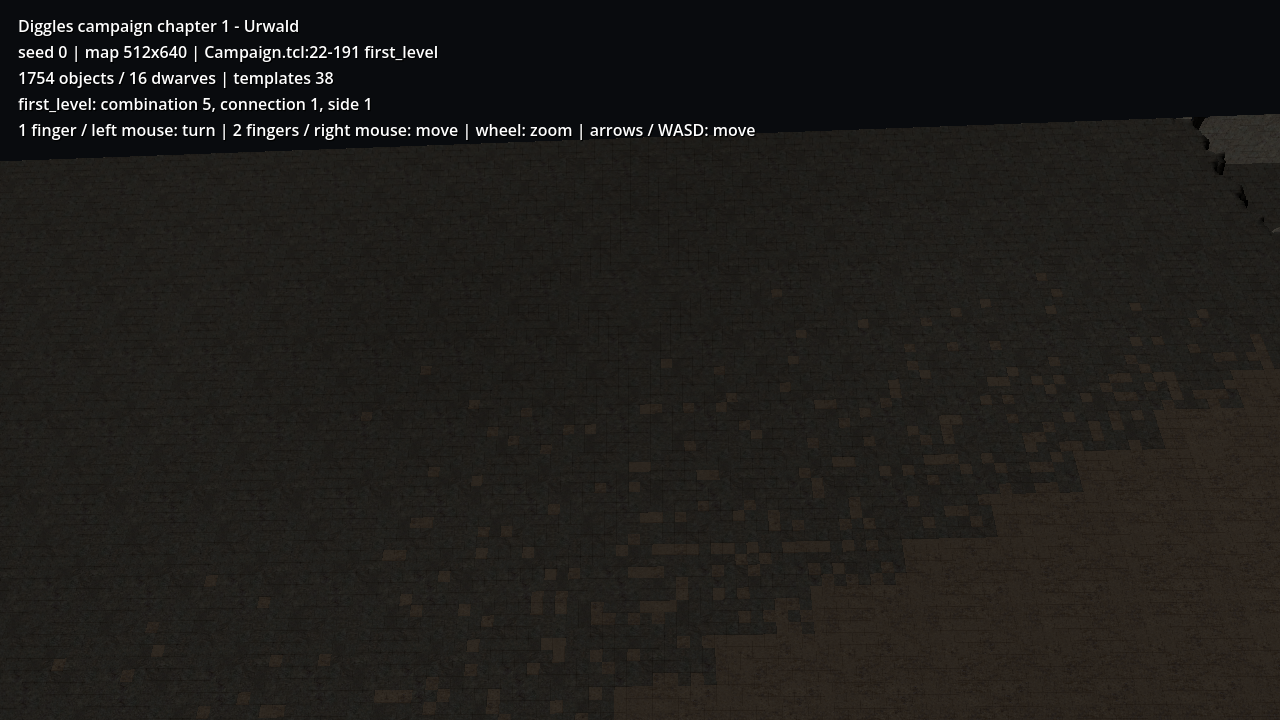 Diggles campaign chapter 1 - Urwald
seed 0 | map 512x640 | Campaign.tcl:22-191 first_level
1754 objects / 16 dwarves | templates 38
first_level: combination 5, connection 1, side 1
1 finger / left mouse: turn | 2 fingers / right mouse: move | wheel: zoom | arrows / WASD: move